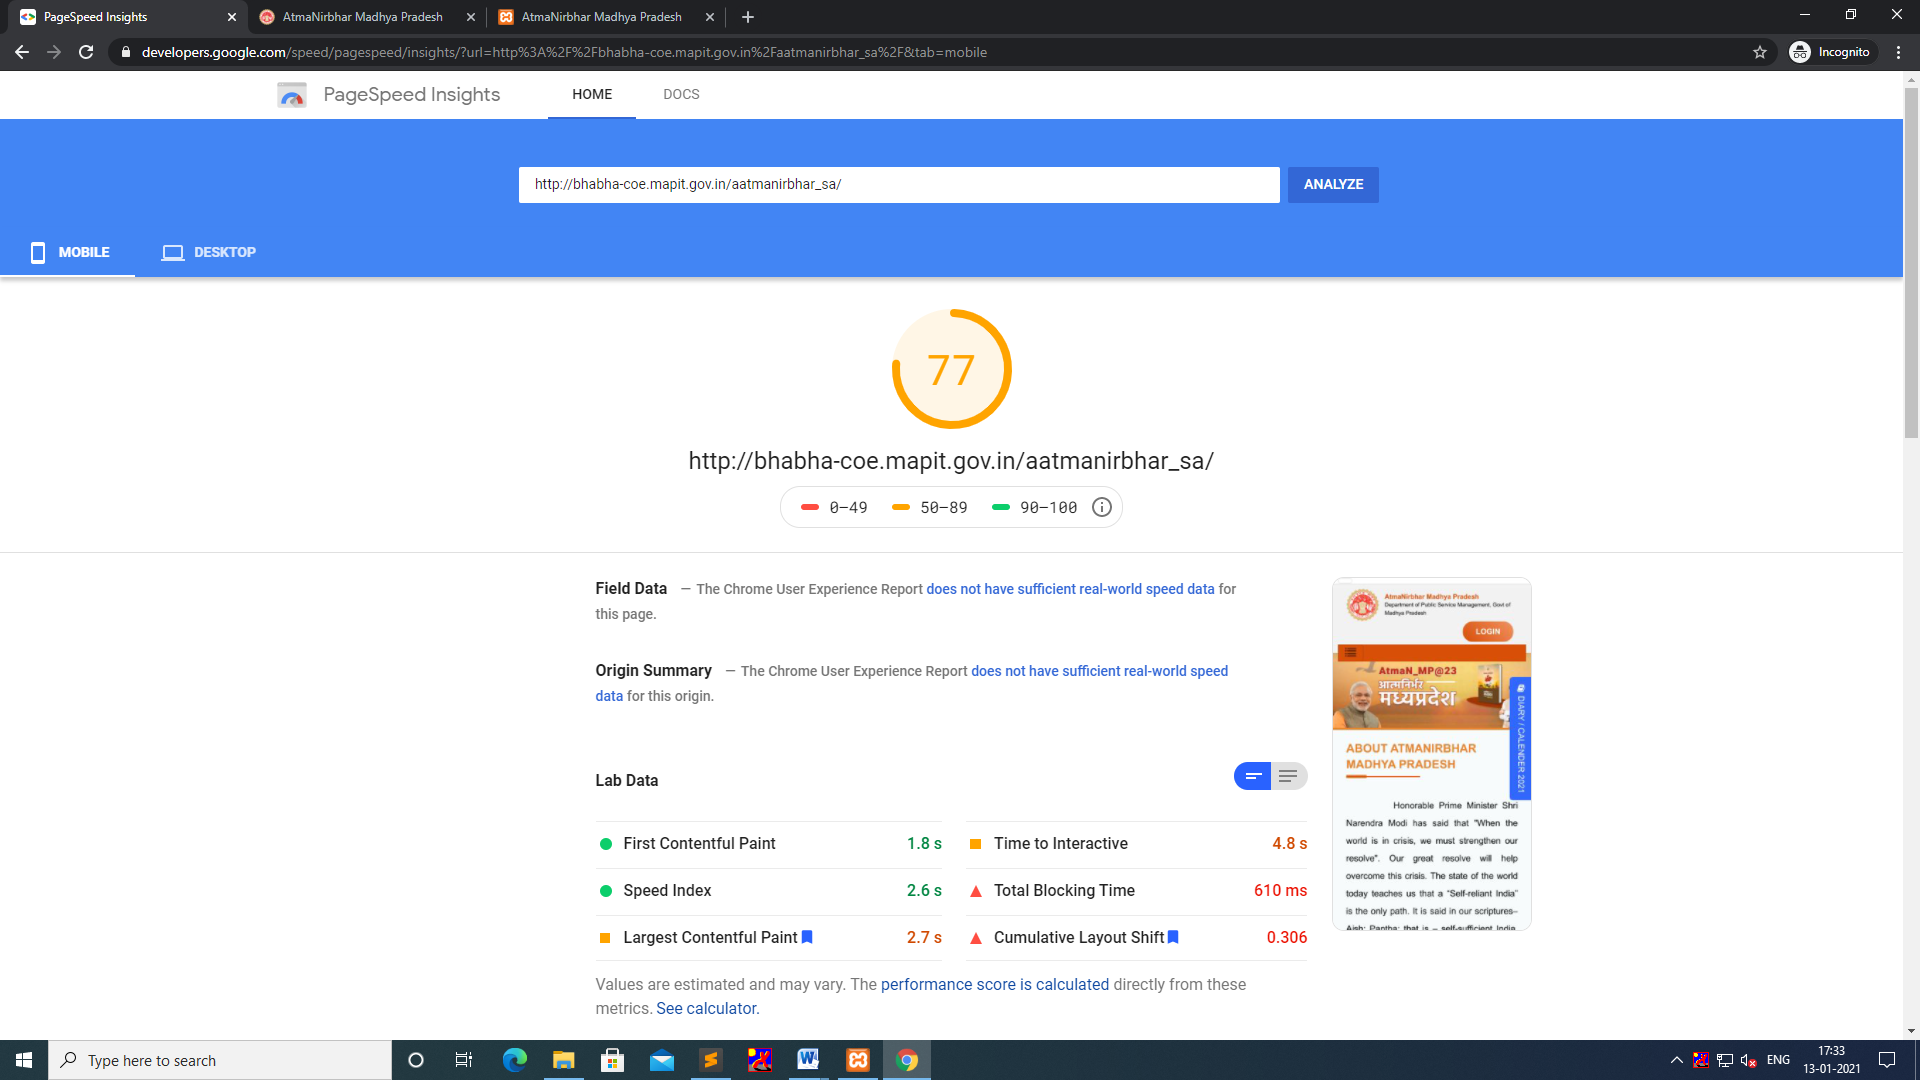 PageSpeed Insights
AtmaNirbhar Madhya Pradesh
AtmaNirbhar Madhya Pradesh
developers.google.com/speed/pagespeed/insights/?url=http%3A%2F%2Fbhabha-coe.mapit.gov.in%2Faatmanirbhar_sa%2F&tab=mobile
Incognito
PageSpeed Insights
HOME
DOCS
http://bhabha-coe.mapit.gov.in/aatmanirbhar_sa/
ANALYZE
MOBILE
DESKTOP
77
http://bhabha-coe.mapit.gov.in/aatmanirbhar_sa/
0–49 50–89 90–100
Field Data — The Chrome User Experience Report does not have sufficient real-world speed data for
this page.
Origin Summary — The Chrome User Experience Report does not have sufficient real-world speed
data for this origin.
Lab Data
First Contentful Paint 1.8 s
Speed Index 2.6 s
Largest Contentful Paint 2.7 s
Time to Interactive 4.8 s
Total Blocking Time 610 ms
Cumulative Layout Shift 0.306
Values are estimated and may vary. The performance score is calculated directly from these
metrics. See calculator.
AtmaNirbhar Madhya Pradesh
Department of Public Service Management, Govt of
Madhya Pradesh
LOGIN
AtmaN_MP@23
आत्मनिर्भर
मध्यप्रदेश
DIARY / CALENDER 2021
ABOUT ATMANIRBHAR
MADHYA PRADESH
Honorable Prime Minister Shri
Narendra Modi has said that "When the
world is in crisis, we must strengthen our
resolve". Our great resolve will help
overcome this crisis. The state of the world
today teaches us that a "Self-reliant India"
is the only path. It is said in our scriptures–
Aish: Pantha: that is – self-sufficient India.
Type here to search
ENG
17:33
13-01-2021